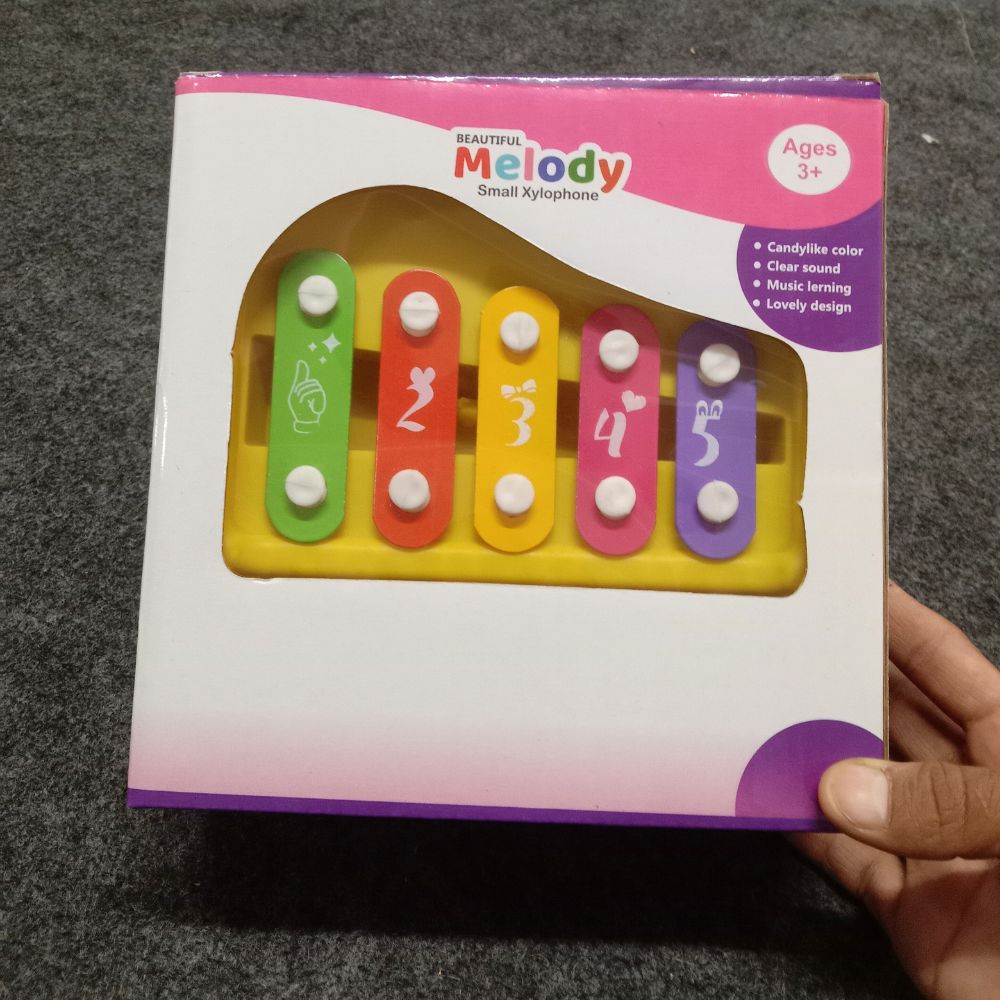 BEAUTIFUL
Melody
Small Xylophone
Ages
3+
• Candylike color
• Clear sound
• Music lerning
• Lovely design
2
3
4
5